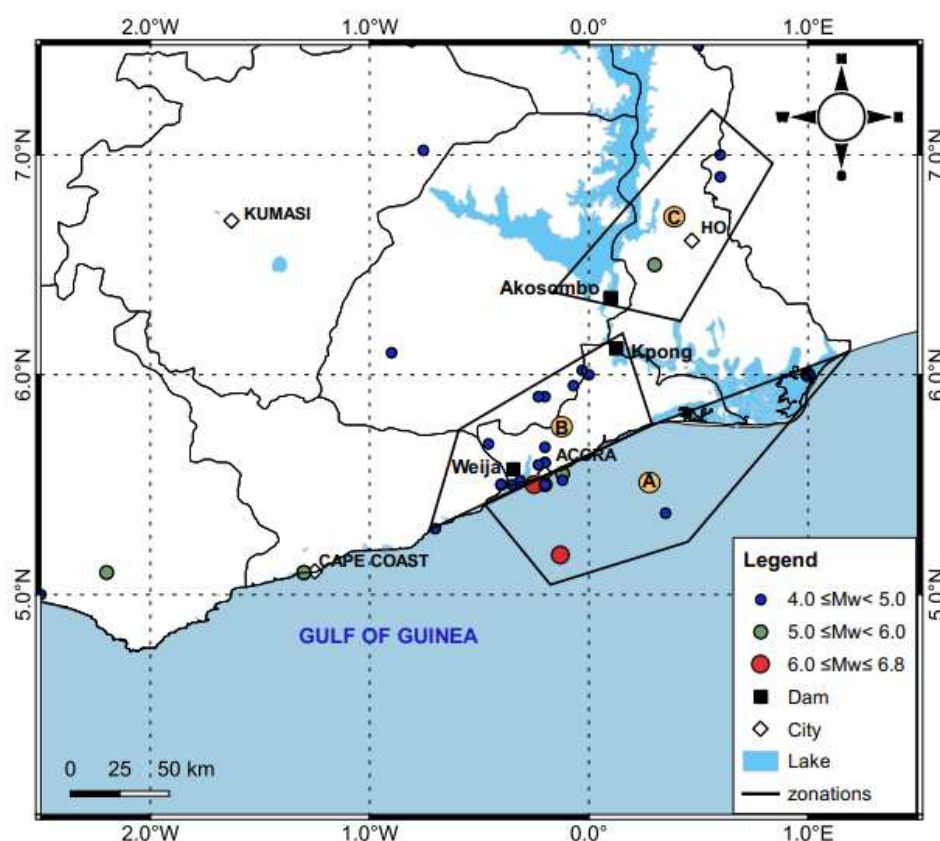 2.0°W 1.0°W 0.0° 1.0°E
7.0°N 7.0°N
KUMASI
C
HO
Akosombo
Kpong
6.0°N 6.0°N
B
ACCRA
Weija
A
CAPE COAST
5.0°N 5.0°N
GULF OF GUINEA
Legend
4.0 ≤Mw< 5.0
5.0 ≤Mw< 6.0
6.0 ≤Mw≤ 6.8
Dam
City
Lake
zonations
0 25 50 km
2.0°W 1.0°W 0.0° 1.0°E